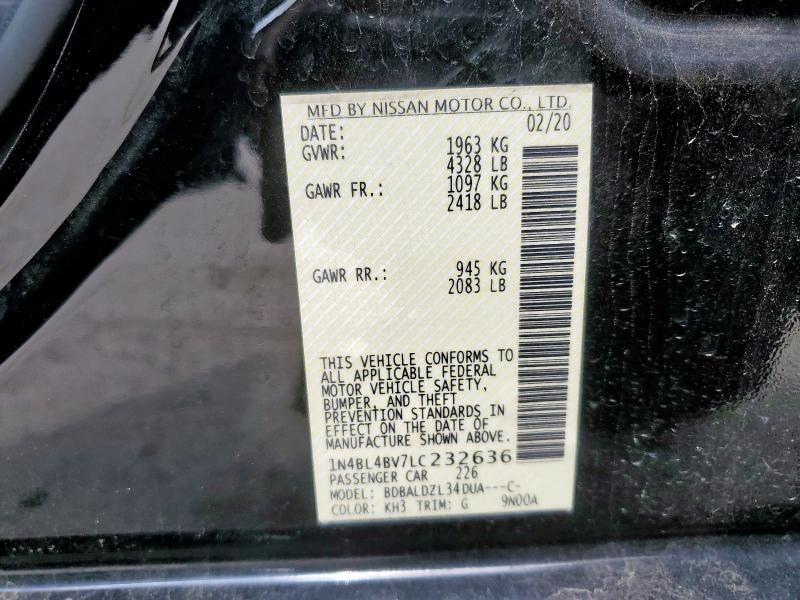 MFD BY NISSAN MOTOR CO., LTD.
DATE: 02/20
GVWR: 1963 KG
4328 LB
GAWR FR.: 1097 KG
2418 LB
GAWR RR.: 945 KG
2083 LB
THIS VEHICLE CONFORMS TO
ALL APPLICABLE FEDERAL
MOTOR VEHICLE SAFETY,
BUMPER, AND THEFT
PREVENTION STANDARDS IN
EFFECT ON THE DATE OF
MANUFACTURE SHOWN ABOVE.
1N4BL4BV7LC232636
PASSENGER CAR 226
MODEL: BDBALDZL34DUA---C-
COLOR: KH3 TRIM: G 9N00A